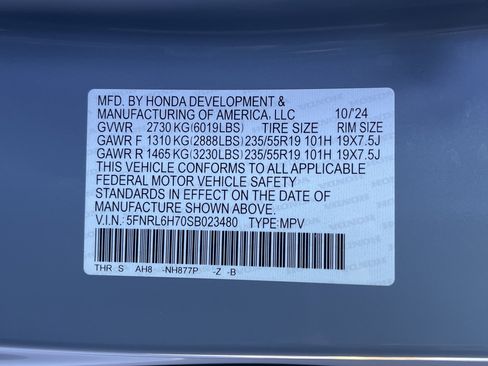 MFD. BY HONDA DEVELOPMENT &
MANUFACTURING OF AMERICA, LLC 10/'24
GVWR 2730 KG(6019LBS) TIRE SIZE RIM SIZE
GAWR F 1310 KG(2888LBS) 235/55R19 101H 19X7.5J
GAWR R 1465 KG(3230LBS) 235/55R19 101H 19X7.5J
THIS VEHICLE CONFORMS TO ALL APPLICABLE
FEDERAL MOTOR VEHICLE SAFETY
STANDARDS IN EFFECT ON THE DATE OF
MANUFACTURE SHOWN ABOVE.
V.I.N.: 5FNRL6H70SB023480 TYPE:MPV
THR S AH8 -NH877P -Z -B